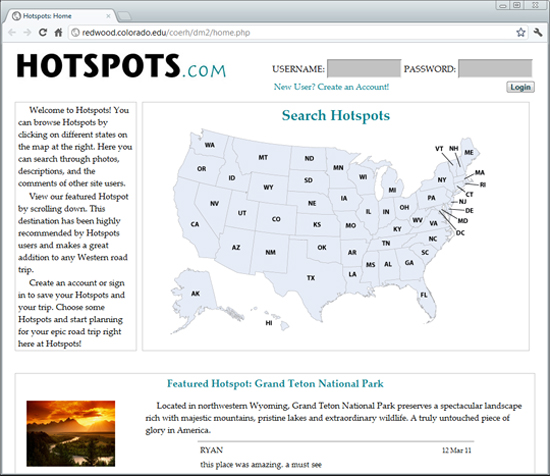 Hotspots: Home
redwood.colorado.edu/coerh/dm2/home.php
HOTSPOTS.COM
USERNAME: PASSWORD:
New User? Create an Account! Login
Welcome to Hotspots! You
can browse Hotspots by
clicking on different states on
the map at the right. Here you
can search through photos,
descriptions, and the
comments of other site users.
View our featured Hotspot
by scrolling down. This
destination has been highly
recommended by Hotspots
users and makes a great
addition to any Western road
trip.
Create an account or sign
in to save your Hotspots and
your trip. Choose some
Hotspots and start planning
for your epic road trip right
here at Hotspots!
Search Hotspots
WA MT ND MN VT NH ME
OR ID SD WI MI NY MA
WY RI
NV NE IA PA CT
UT CO IL IN OH NJ
CA KS MO WV VA DE
KY MD
AZ NM OK TN NC DC
AR SC
MS AL GA
TX LA
AK FL
HI
Featured Hotspot: Grand Teton National Park
Located in northwestern Wyoming, Grand Teton National Park preserves a spectacular landscape
rich with majestic mountains, pristine lakes and extraordinary wildlife. A truly untouched piece of
glory in America.
RYAN 12 Mar 11
this place was amazing. a must see